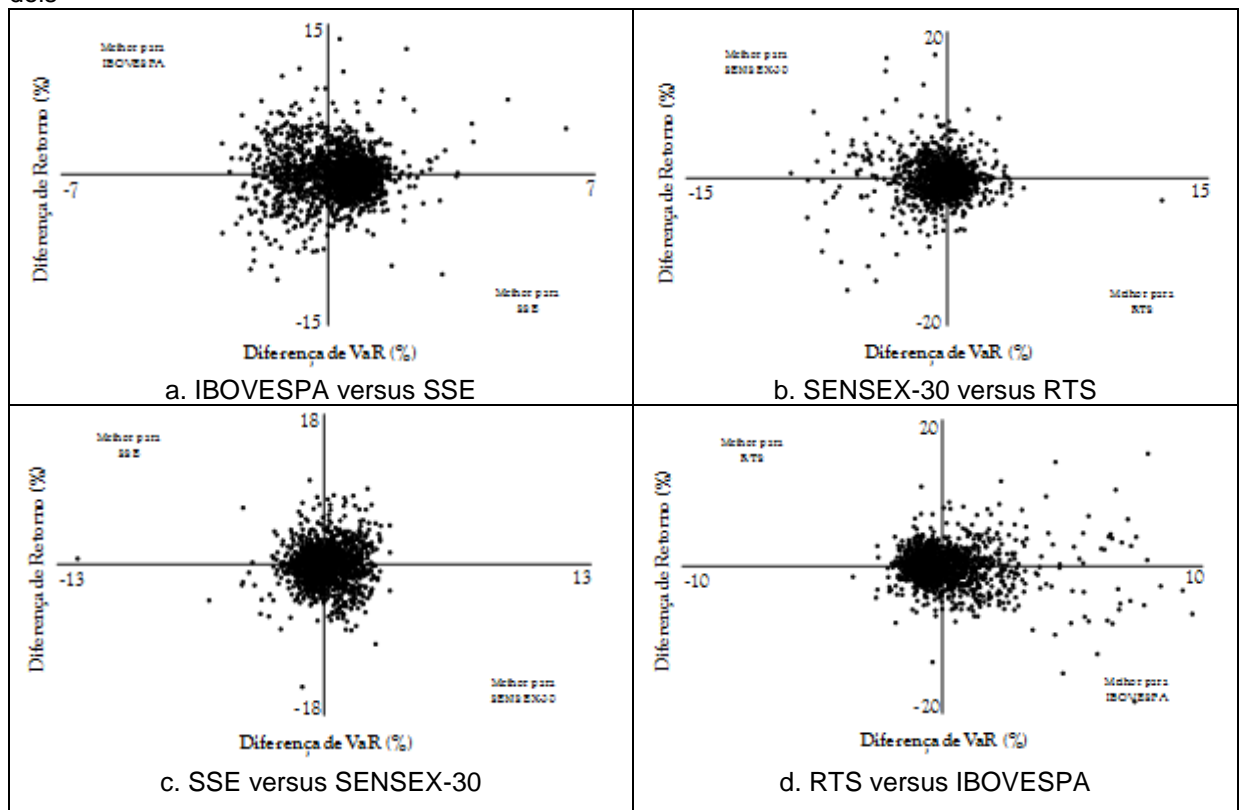 dois
15
Melhor para
IBOVESPA
Diferença de Retorno (%)
-7
7
Melhor para
SSE
-15
Diferença de VaR (%)
a. IBOVESPA versus SSE
20
Melhor para
SENSEX-30
Diferença de Retorno (%)
-15
15
Melhor para
RTS
-20
Diferença de VaR (%)
b. SENSEX-30 versus RTS
18
Melhor para
SSE
Diferença de Retorno (%)
-13
13
Melhor para
SENSEX-30
-18
Diferença de VaR (%)
c. SSE versus SENSEX-30
20
Melhor para
RTS
Diferença de Retorno (%)
-10
10
Melhor para
IBOVESPA
-20
Diferença de VaR (%)
d. RTS versus IBOVESPA